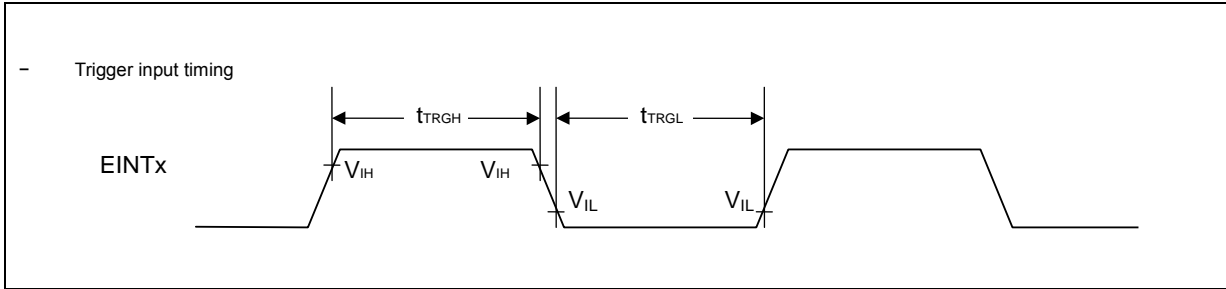 − Trigger input timing
tTRGH tTRGL
EINTx
VIH VIH
VIL VIL